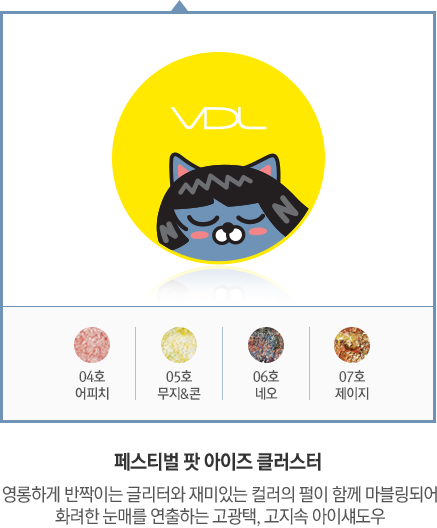 VDL
04호
어피치
05호
무지&콘
06호
네오
07호
제이지
페스티벌 팟 아이즈 클러스터
영롱하게 반짝이는 글리터와 재미있는 컬러의 펄이 함께 마블링되어
화려한 눈매를 연출하는 고광택, 고지속 아이섀도우